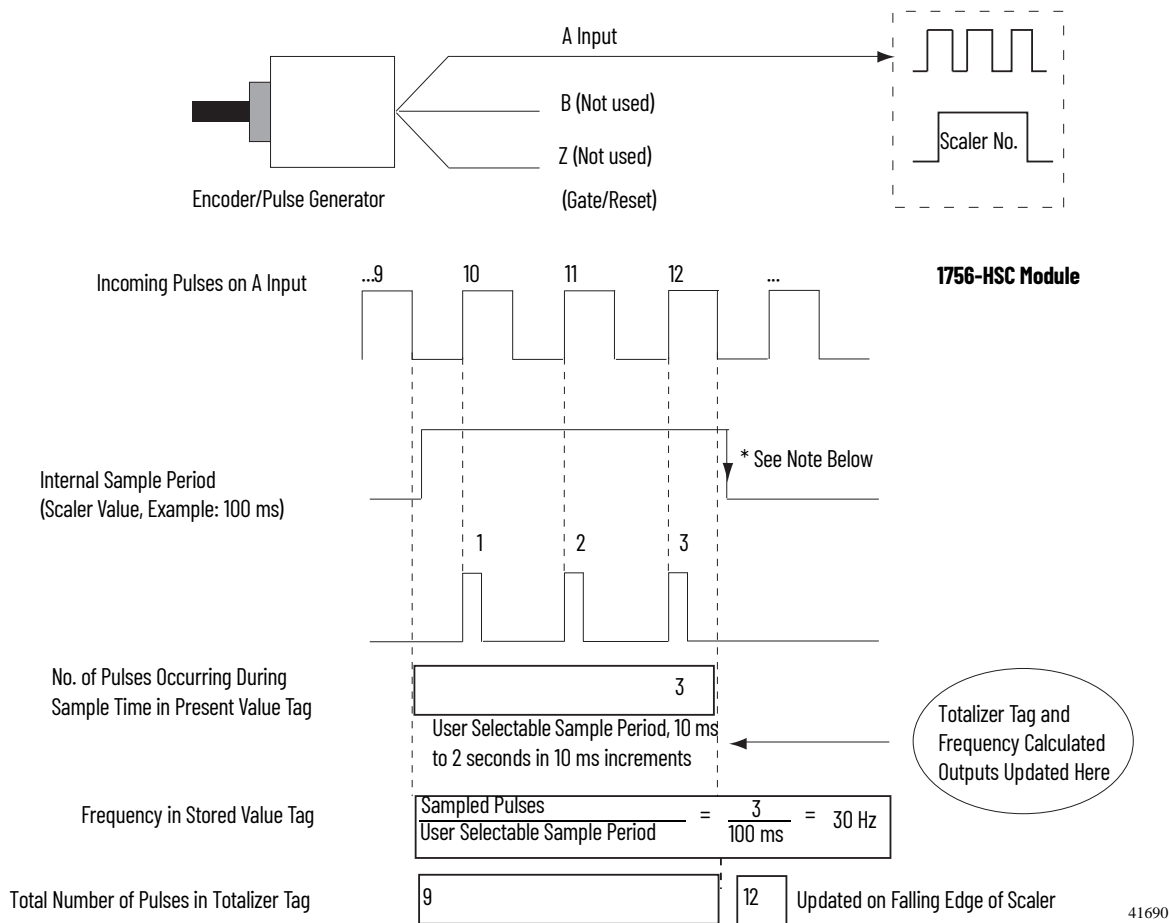 A Input
B (Not used)
Z (Not used)
(Gate/Reset)
Encoder/Pulse Generator
Scaler No.
1756-HSC Module
Incoming Pulses on A Input
...9
10
11
12
...
Internal Sample Period
(Scaler Value, Example: 100 ms)
* See Note Below
1
2
3
No. of Pulses Occurring During
Sample Time in Present Value Tag
3
User Selectable Sample Period, 10 ms
to 2 seconds in 10 ms increments
Totalizer Tag and
Frequency Calculated
Outputs Updated Here
Frequency in Stored Value Tag
Sampled Pulses
User Selectable Sample Period
=
3
100 ms
=
30 Hz
Total Number of Pulses in Totalizer Tag
9
12
Updated on Falling Edge of Scaler
41690